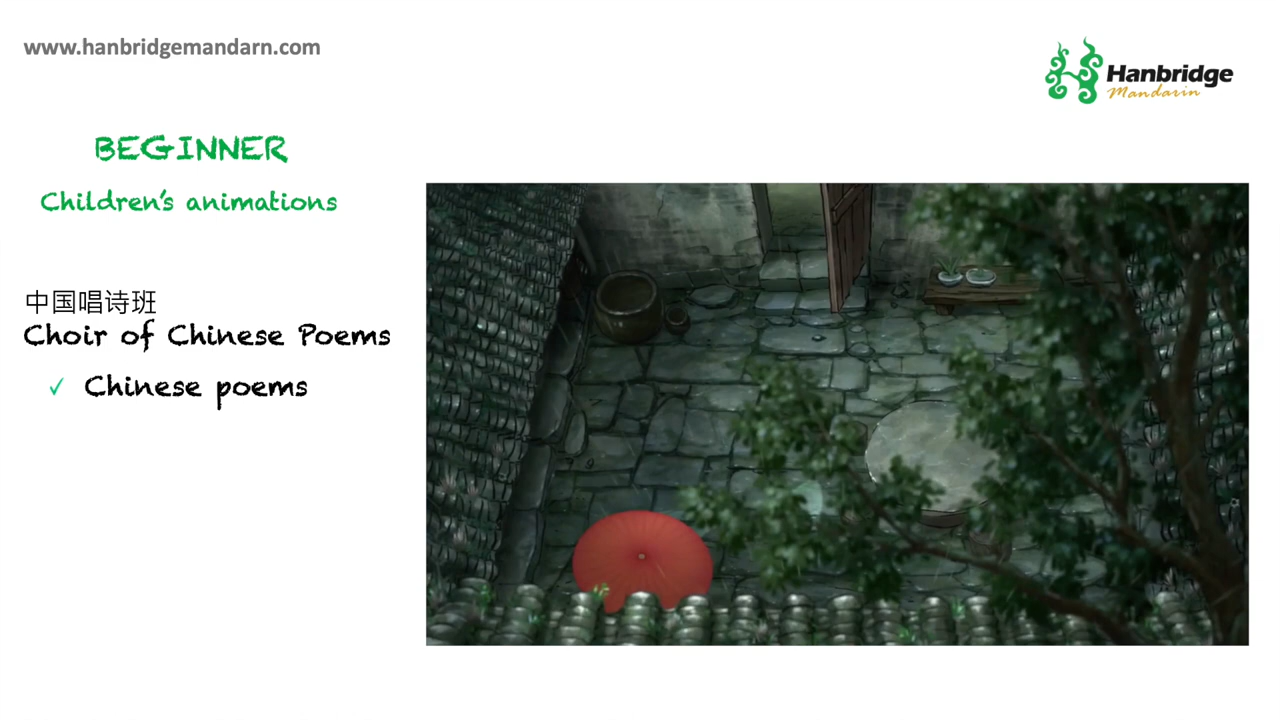 www.hanbridgemandarn.com
Hanbridge
Mandarin
BEGINNER
Children's animations
中国唱诗班
Choir of Chinese Poems
✓ Chinese poems